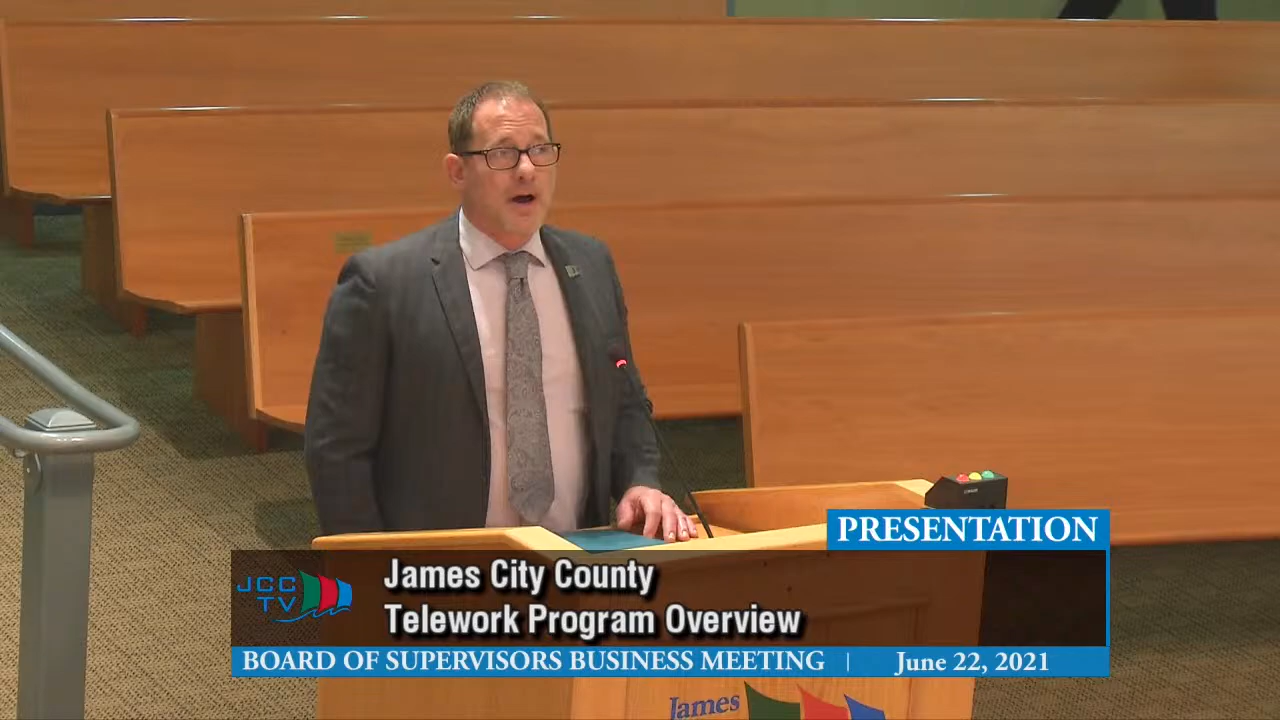 PRESENTATION
JCC
TV
James City County
Telework Program Overview
BOARD OF SUPERVISORS BUSINESS MEETING | June 22, 2021
James